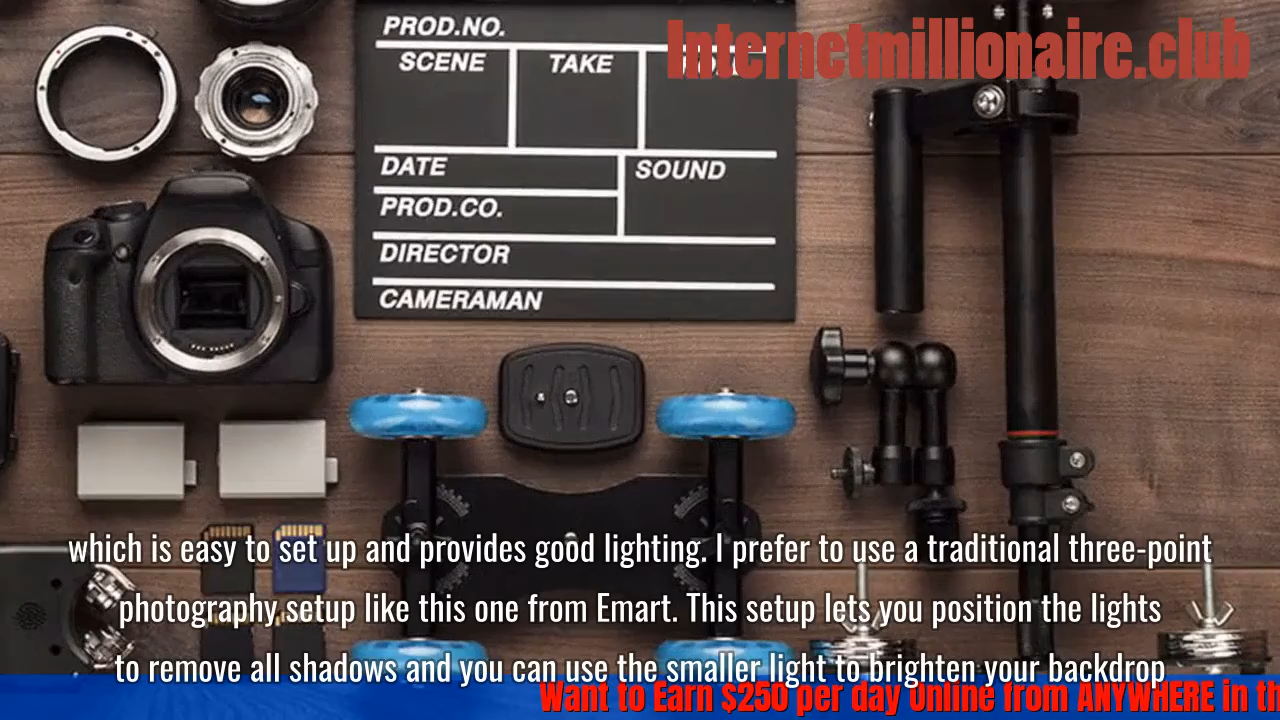 PROD.NO.
Internetmillionaire.club
SCENE TAKE
DATE SOUND
PROD.CO.
DIRECTOR
CAMERAMAN
which is easy to set up and provides good lighting. I prefer to use a traditional three-point
photography setup like this one from Emart. This setup lets you position the lights
to remove all shadows and you can use the smaller light to brighten your backdrop
Want to Earn $250 per day Online from ANYWHERE in th